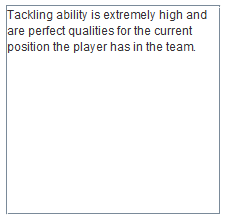 Tackling ability is extremely high and
are perfect qualities for the current
position the player has in the team.